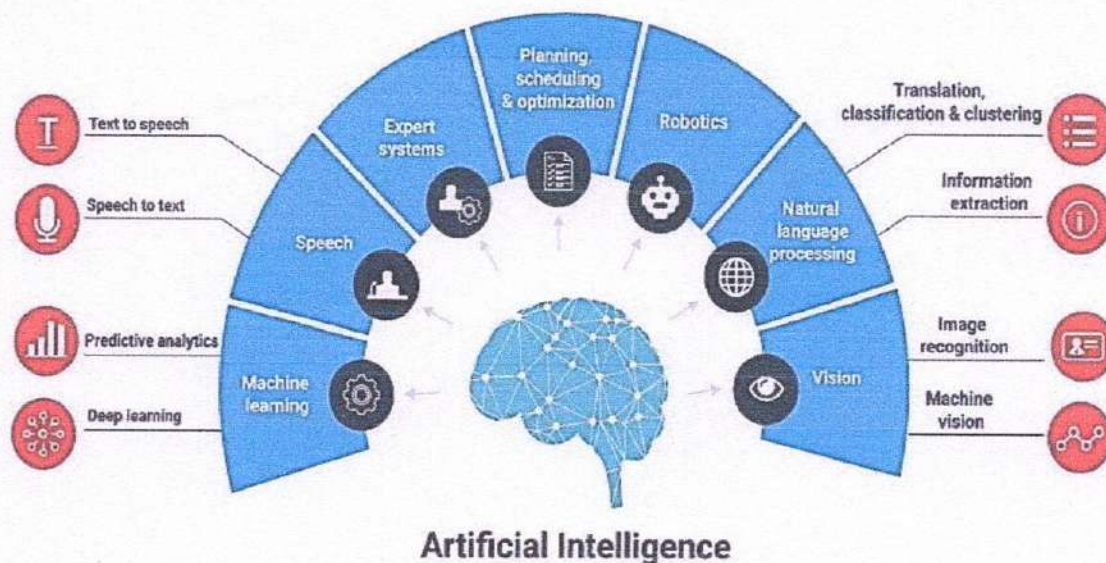 Planning,
scheduling
& optimization
Expert
systems
Robotics
Text to speech
Speech to text
Speech
Translation,
classification & clustering
Information
extraction
Natural
language
processing
Predictive analytics
Deep learning
Machine
learning
Image
recognition
Machine
vision
Vision
Artificial Intelligence